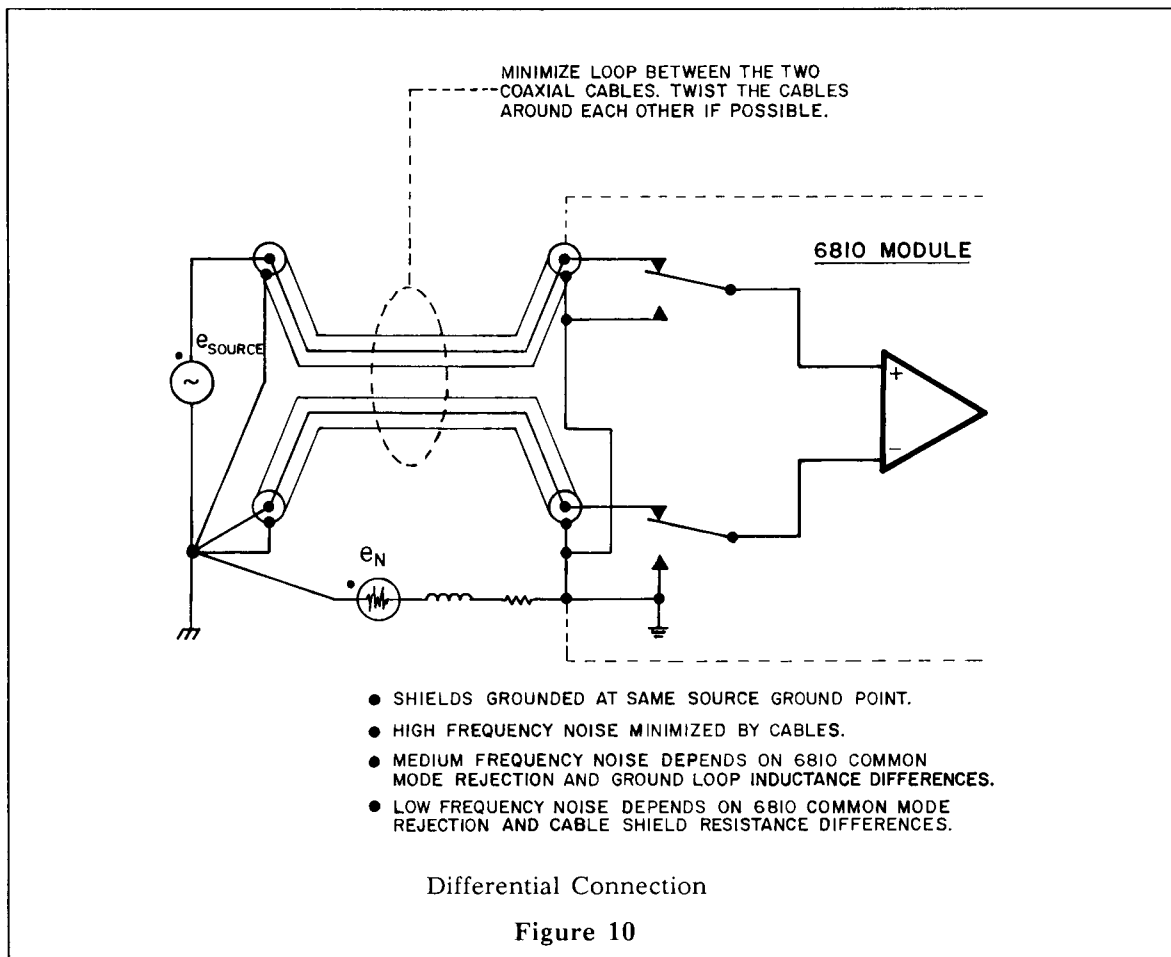 MINIMIZE LOOP BETWEEN THE TWO
COAXIAL CABLES. TWIST THE CABLES
AROUND EACH OTHER IF POSSIBLE.
6810 MODULE
eSOURCE
~
+
−
eN
● SHIELDS GROUNDED AT SAME SOURCE GROUND POINT.
● HIGH FREQUENCY NOISE MINIMIZED BY CABLES.
● MEDIUM FREQUENCY NOISE DEPENDS ON 6810 COMMON
MODE REJECTION AND GROUND LOOP INDUCTANCE DIFFERENCES.
● LOW FREQUENCY NOISE DEPENDS ON 6810 COMMON MODE
REJECTION AND CABLE SHIELD RESISTANCE DIFFERENCES.
Differential Connection
Figure 10